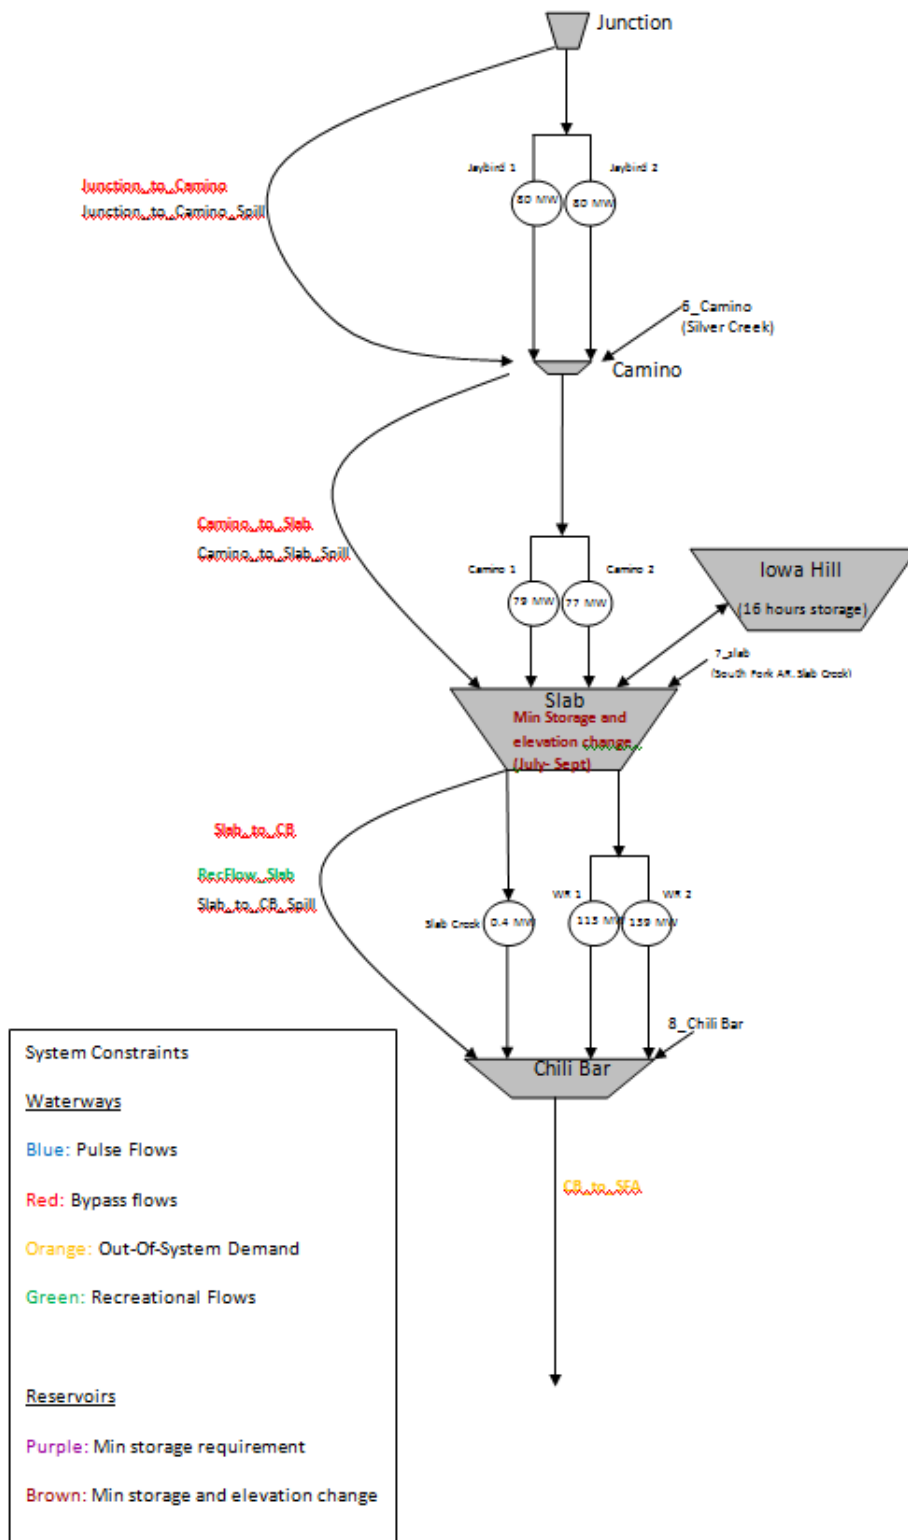 Junction
Jaybird 1
Jaybird 2
80 MW
80 MW
Junction_to_Camino
Junction_to_Camino_Spill
6_Camino
(Silver Creek)
Camino
Camino_to_Slab
Camino_to_Slab_Spill
Camino 1
Camino 2
79 MW
77 MW
Iowa Hill
(16 hours storage)
7_slab
(South Fork AR, Slab Creek)
Slab
Min Storage and
elevation change
(July- Sept)
Slab_to_CB
RecFlow_Slab
Slab_to_CB_Spill
Slab Creek
0.4 MW
WR 1
WR 2
113 MW
139 MW
8_Chili Bar
Chili Bar
CB_to_SFA
System Constraints
Waterways
Blue: Pulse Flows
Red: Bypass flows
Orange: Out-Of-System Demand
Green: Recreational Flows
Reservoirs
Purple: Min storage requirement
Brown: Min storage and elevation change